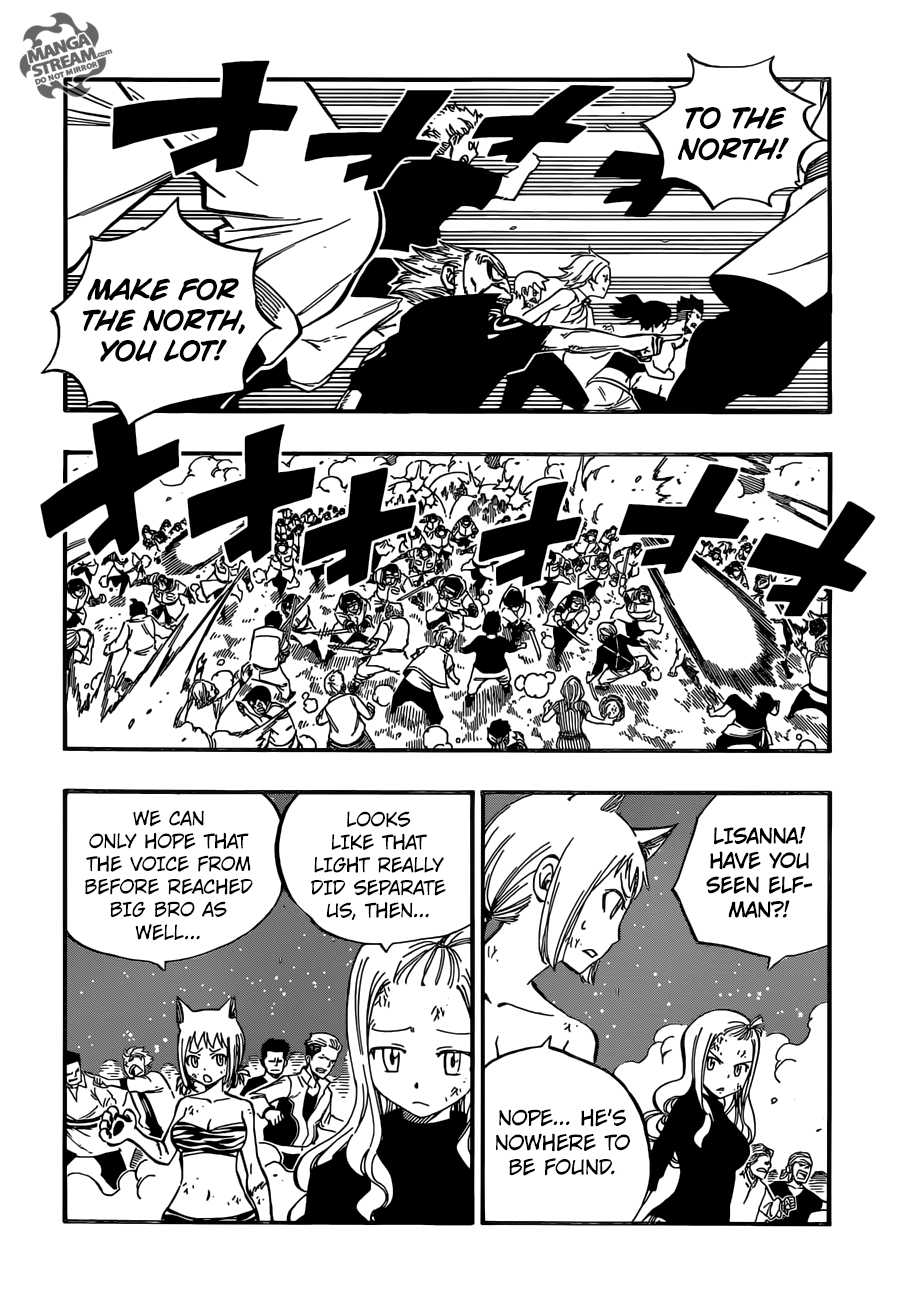 MANGA
STREAM.com
DO NOT MIRROR
TO THE
NORTH!
MAKE FOR
THE NORTH,
YOU LOT!
LISANNA!
HAVE YOU
SEEN ELF-
MAN?!
NOPE... HE'S
NOWHERE TO
BE FOUND.
LOOKS
LIKE THAT
LIGHT REALLY
DID SEPARATE
US, THEN...
WE CAN
ONLY HOPE THAT
THE VOICE FROM
BEFORE REACHED
BIG BRO AS
WELL...